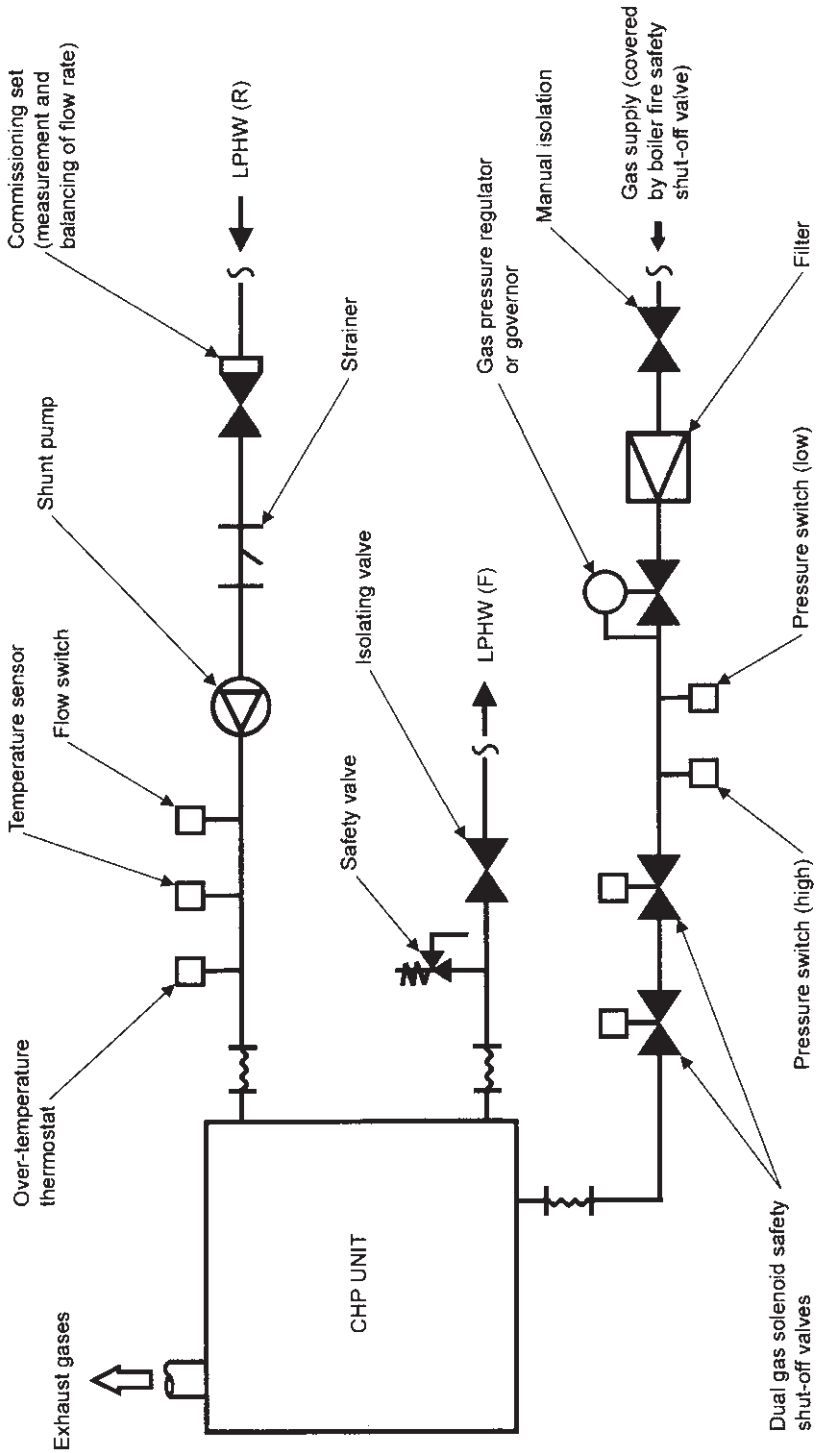 Exhaust gases
Over-temperature
thermostat
Temperature sensor
Flow switch
Shunt pump
Commissioning set
(measurement and
balancing of flow rate)
LPHW (R)
Strainer
CHP UNIT
Safety valve
Isolating valve
LPHW (F)
Gas pressure regulator
or governor
Manual isolation
Gas supply (covered
by boiler fire safety
shut-off valve)
Dual gas solenoid safety
shut-off valves
Pressure switch (high)
Pressure switch (low)
Filter